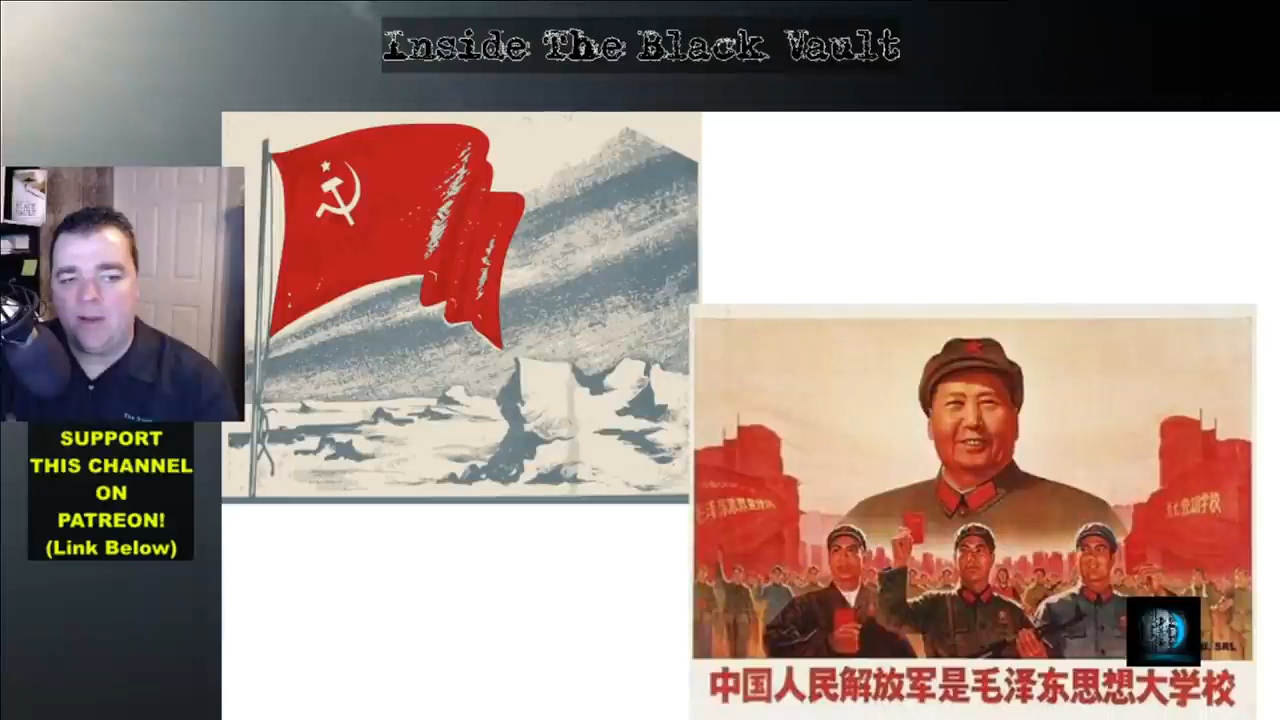 Inside The Black Vault
SUPPORT
THIS CHANNEL
ON
PATREON!
(Link Below)
中国人民解放军是毛泽东思想大学校